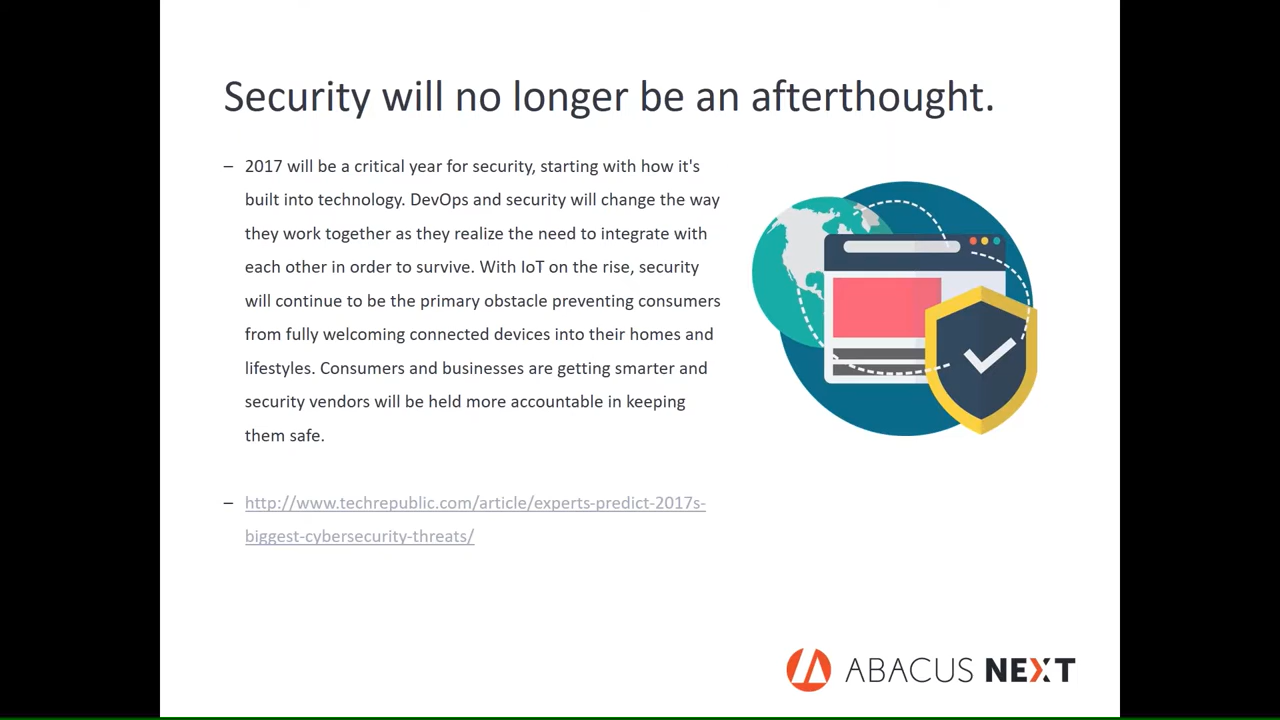 Security will no longer be an afterthought.
– 2017 will be a critical year for security, starting with how it's
built into technology. DevOps and security will change the way
they work together as they realize the need to integrate with
each other in order to survive. With IoT on the rise, security
will continue to be the primary obstacle preventing consumers
from fully welcoming connected devices into their homes and
lifestyles. Consumers and businesses are getting smarter and
security vendors will be held more accountable in keeping
them safe.
– http://www.techrepublic.com/article/experts-predict-2017s-
biggest-cybersecurity-threats/
ABACUS NEXT